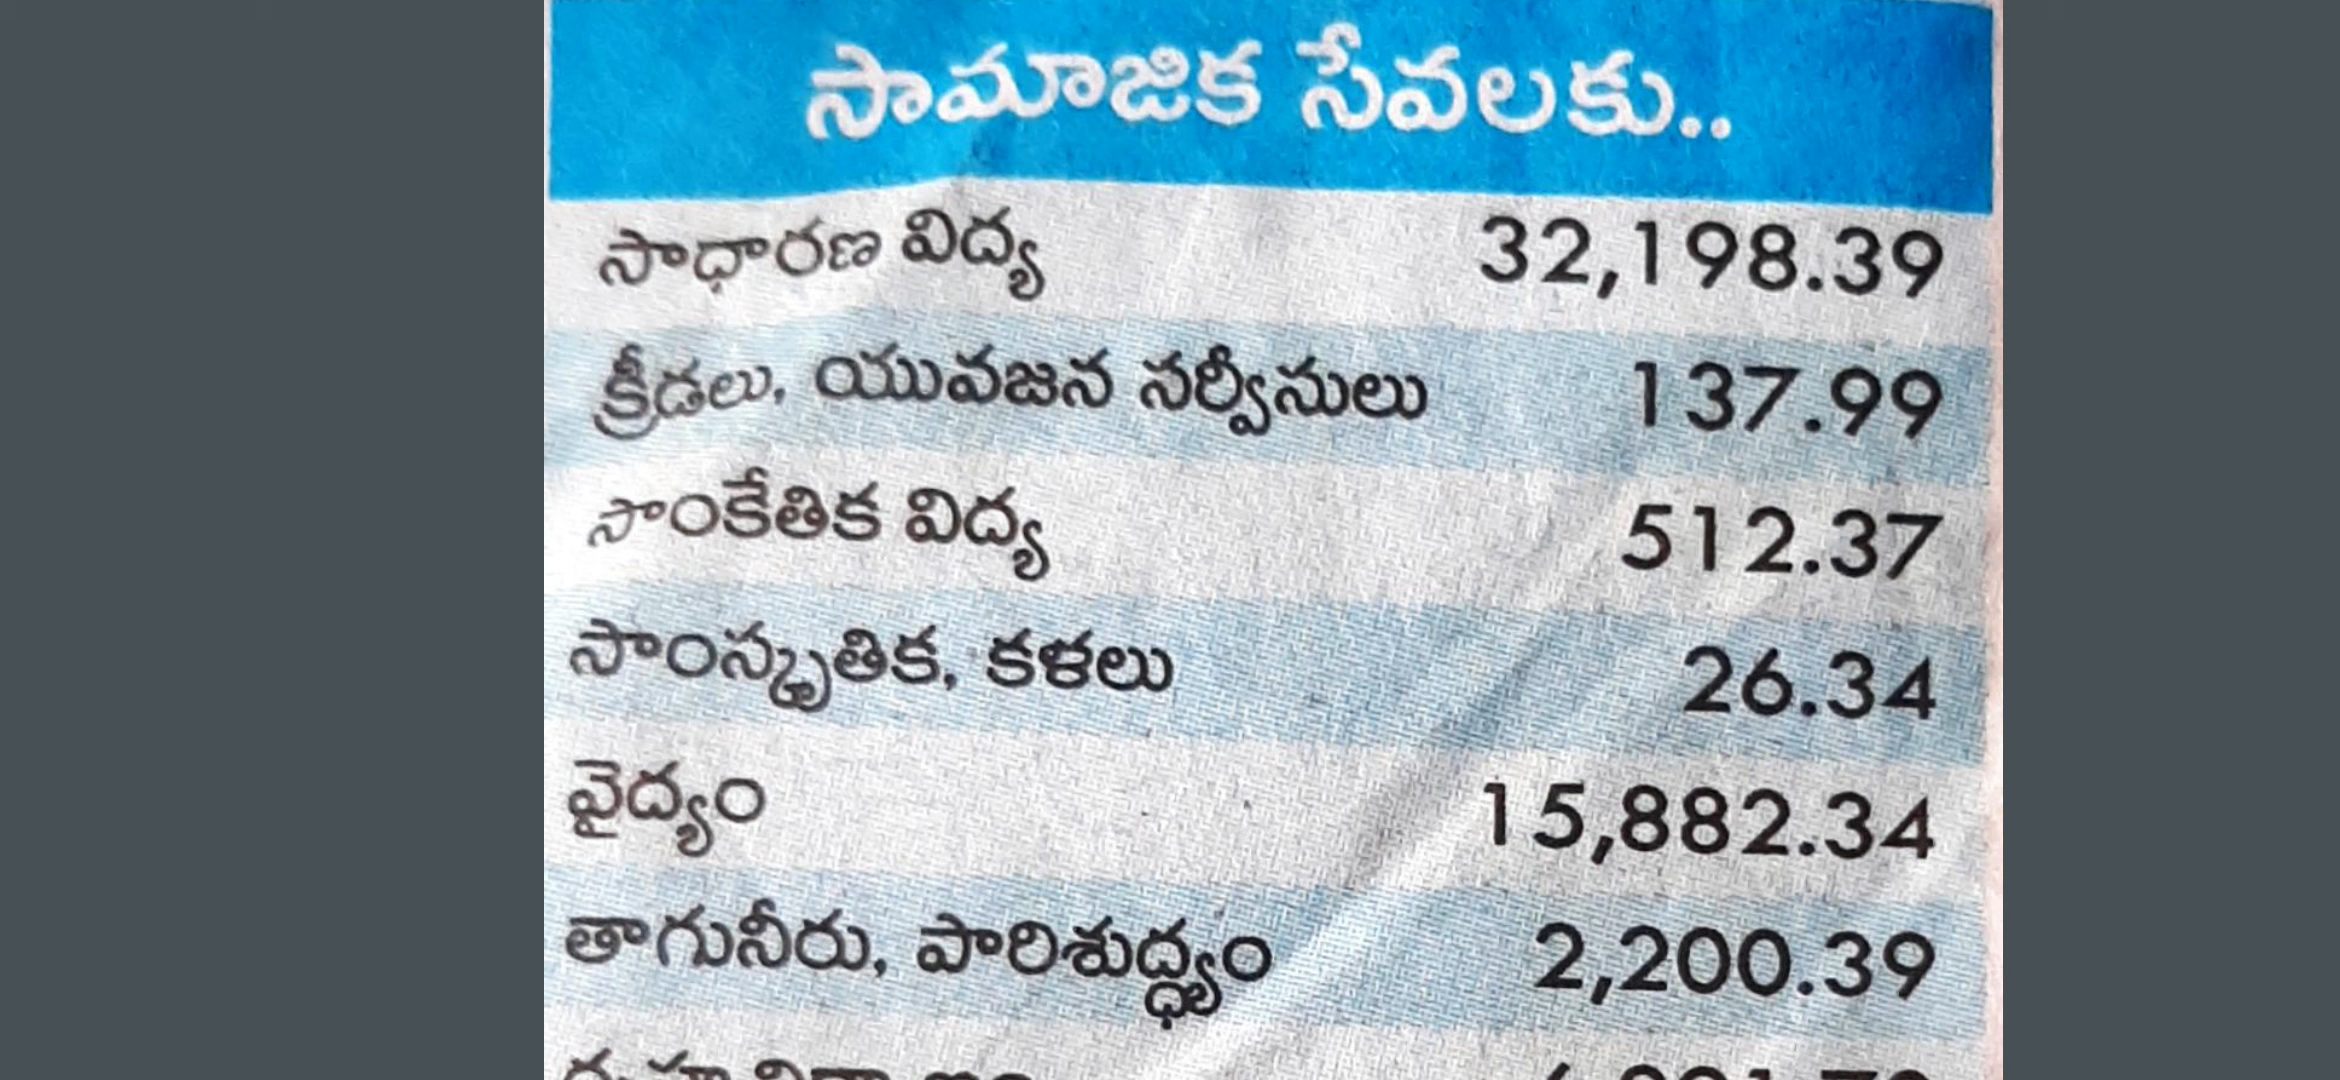 సామాజిక సేవలకు..
సాధారణ విద్య 32,198.39
క్రీడలు, యువజన సర్వీసులు 137.99
సాంకేతిక విద్య 512.37
సాంస్కృతిక, కళలు 26.34
వైద్యం 15,882.34
తాగునీరు, పారిశుద్ధ్యం 2,200.39